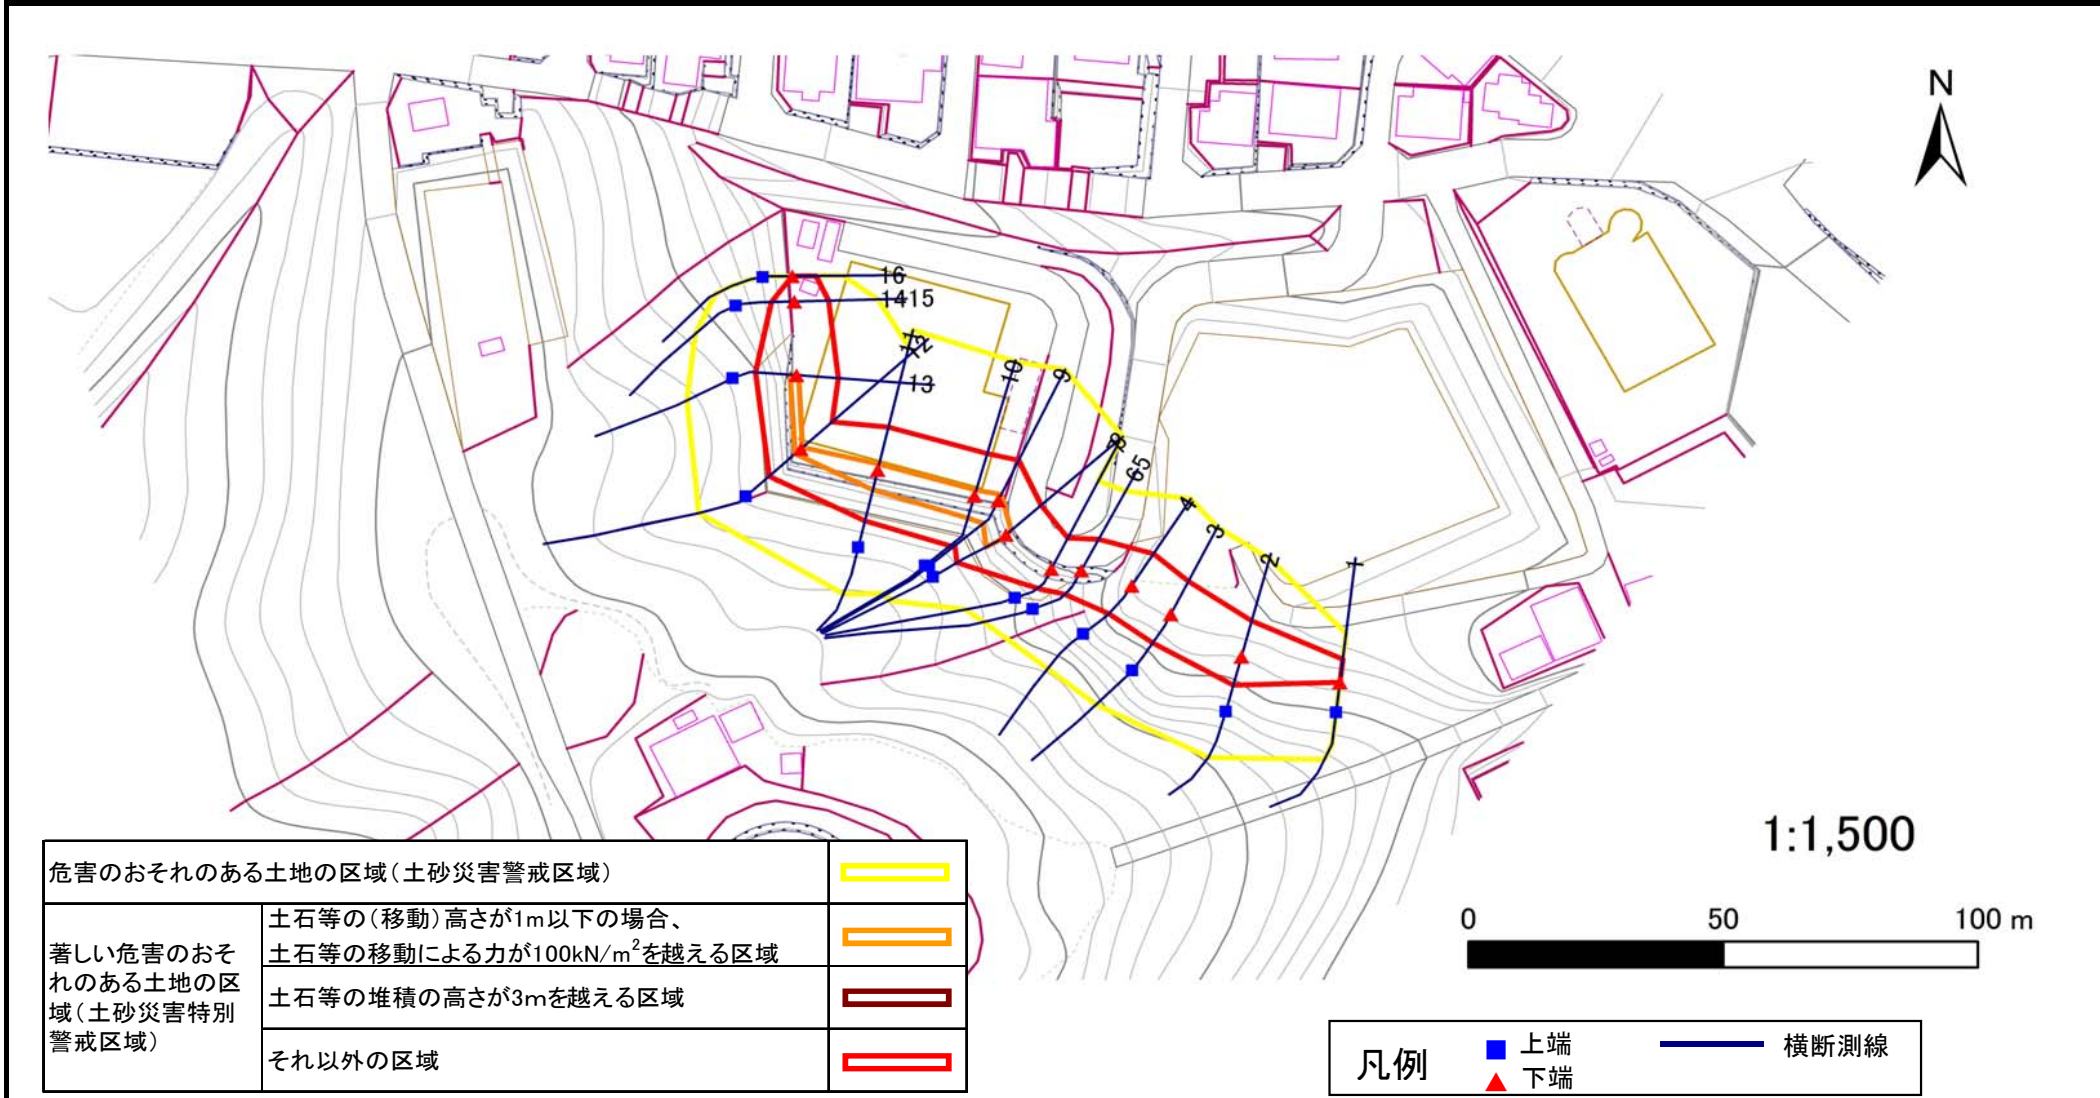 N
16
1415
11
12
13
10
9
8
65
4
3
2
1
1:1,500
0 50 100 m
危害のおそれのある土地の区域(土砂災害警戒区域)
著しい危害のおそ
れのある土地の区
域(土砂災害特別
警戒区域)
土石等の(移動)高さが1m以下の場合、
土石等の移動による力が100kN/m²を越える区域
土石等の堆積の高さが3mを越える区域
それ以外の区域
凡例
上端
下端
横断測線